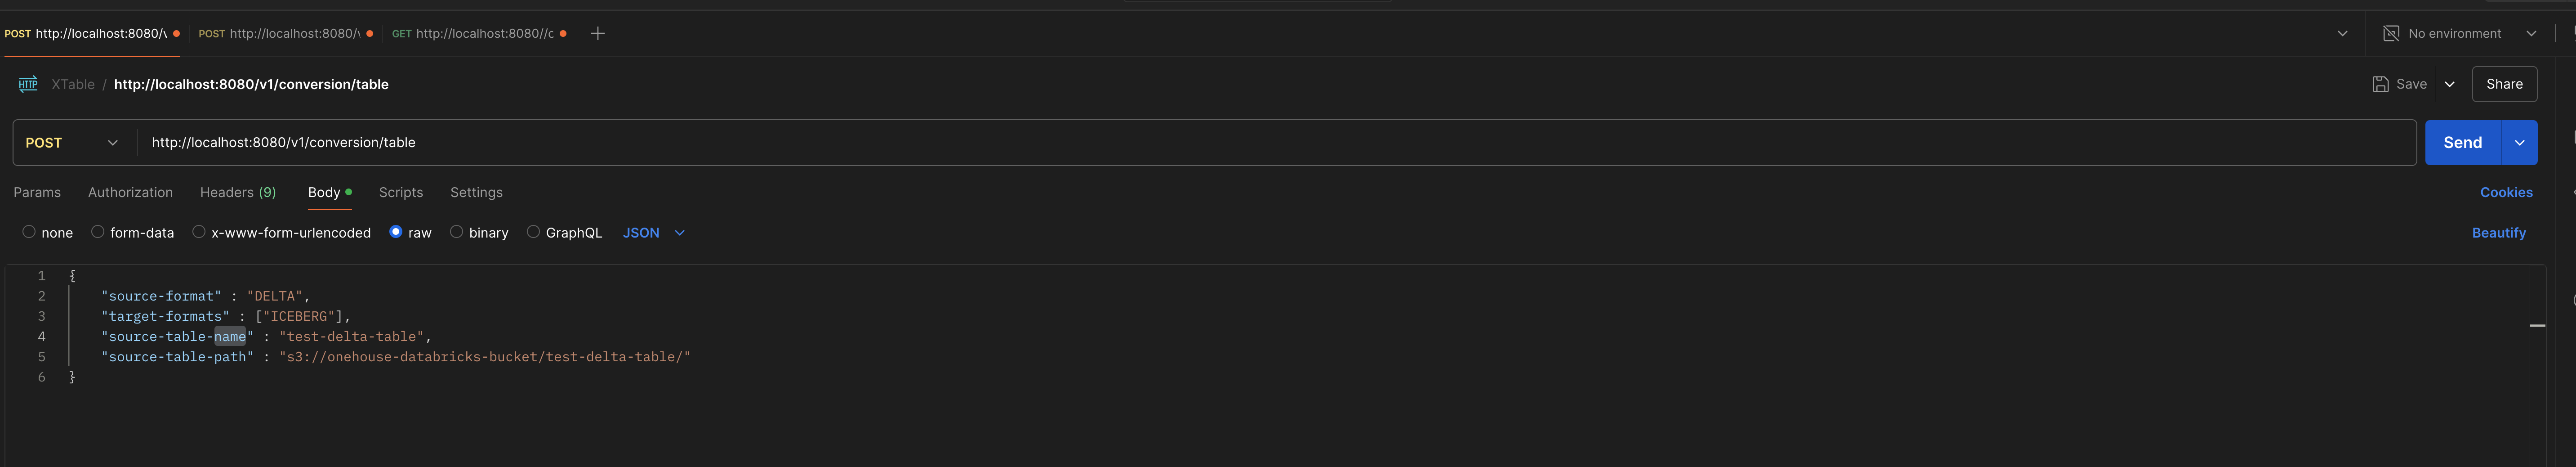 POST http://localhost:8080/v POST http://localhost:8080/v GET http://localhost:8080//c No environment
HTTP XTable / http://localhost:8080/v1/conversion/table Save Share
POST http://localhost:8080/v1/conversion/table Send
Params Authorization Headers (9) Body Scripts Settings Cookies
none form-data x-www-form-urlencoded raw binary GraphQL JSON Beautify
1 {
2 "source-format" : "DELTA",
3 "target-formats" : ["ICEBERG"],
4 "source-table-name" : "test-delta-table",
5 "source-table-path" : "s3://onehouse-databricks-bucket/test-delta-table/"
6 }